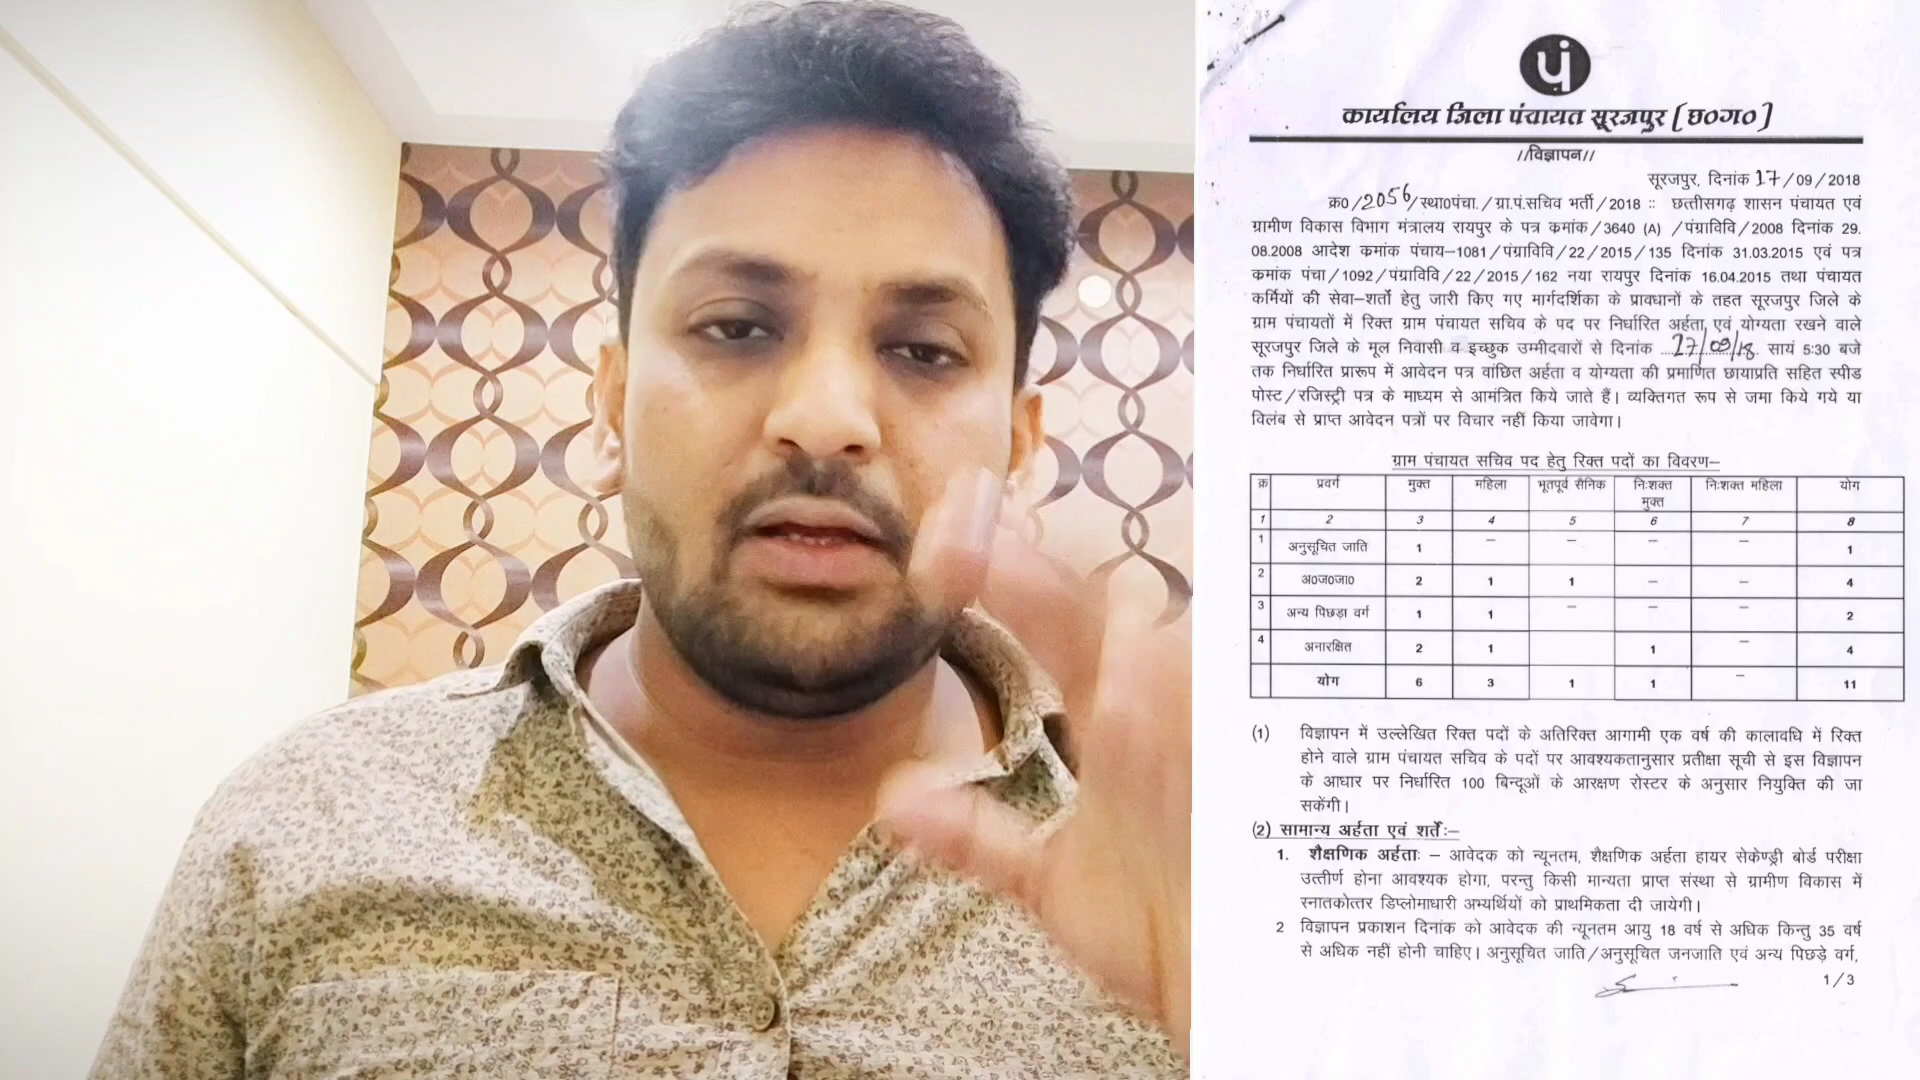 पं
कार्यालय जिला पंचायत सूरजपुर (छ०ग०)
//विज्ञापन//
सूरजपुर, दिनांक 17/09/2018
क्र०/2056/स्था०पंचा./ग्रा.पं.सचिव भर्ती/2018 :: छत्तीसगढ़ शासन पंचायत एवं
ग्रामीण विकास विभाग मंत्रालय रायपुर के पत्र कमांक/3640 (A) /पंग्राविवि/2008 दिनांक 29.
08.2008 आदेश कमांक पंचाय–1081/पंग्राविवि/22/2015/135 दिनांक 31.03.2015 एवं पत्र
कमांक पंचा/1092/पंग्राविवि/22/2015/162 नया रायपुर दिनांक 16.04.2015 तथा पंचायत
कर्मियों की सेवा–शर्तों हेतु जारी किए गए मार्गदर्शिका के प्रावधानों के तहत सूरजपुर जिले के
ग्राम पंचायतों में रिक्त ग्राम पंचायत सचिव के पद पर निर्धारित अर्हता एवं योग्यता रखने वाले
सूरजपुर जिले के मूल निवासी व इच्छुक उम्मीदवारों से दिनांक 27/09/18 सायं 5:30 बजे
तक निर्धारित प्रारूप में आवेदन पत्र वांछित अर्हता व योग्यता की प्रमाणित छायाप्रति सहित स्पीड
पोस्ट/रजिस्ट्री पत्र के माध्यम से आमंत्रित किये जाते हैं। व्यक्तिगत रूप से जमा किये गये या
विलंब से प्राप्त आवेदन पत्रों पर विचार नहीं किया जावेगा।
ग्राम पंचायत सचिव पद हेतु रिक्त पदों का विवरण–
क्र प्रवर्ग मुक्त महिला भूतपूर्व सैनिक निःशक्त मुक्त निःशक्त महिला योग
1 2 3 4 5 6 7 8
1 अनुसूचित जाति 1 – – – – 1
2 अ०ज०जा० 2 1 1 – – 4
3 अन्य पिछड़ा वर्ग 1 1 – – – 2
4 अनारक्षित 2 1 1 – 4
योग 6 3 1 1 – 11
(1) विज्ञापन में उल्लेखित रिक्त पदों के अतिरिक्त आगामी एक वर्ष की कालावधि में रिक्त
होने वाले ग्राम पंचायत सचिव के पदों पर आवश्यकतानुसार प्रतीक्षा सूची से इस विज्ञापन
के आधार पर निर्धारित 100 बिन्दूओं के आरक्षण रोस्टर के अनुसार नियुक्ति की जा
सकेंगी।
(2) सामान्य अर्हता एवं शर्तें:–
1. शैक्षणिक अर्हताः – आवेदक को न्यूनतम, शैक्षणिक अर्हता हायर सेकेण्ड्री बोर्ड परीक्षा
उत्तीर्ण होना आवश्यक होगा, परन्तु किसी मान्यता प्राप्त संस्था से ग्रामीण विकास में
स्नातकोत्तर डिप्लोमाधारी अभ्यर्थियों को प्राथमिकता दी जायेगी।
2 विज्ञापन प्रकाशन दिनांक को आवेदक की न्यूनतम आयु 18 वर्ष से अधिक किन्तु 35 वर्ष
से अधिक नहीं होनी चाहिए। अनुसूचित जाति/अनुसूचित जनजाति एवं अन्य पिछड़े वर्ग,
1/3